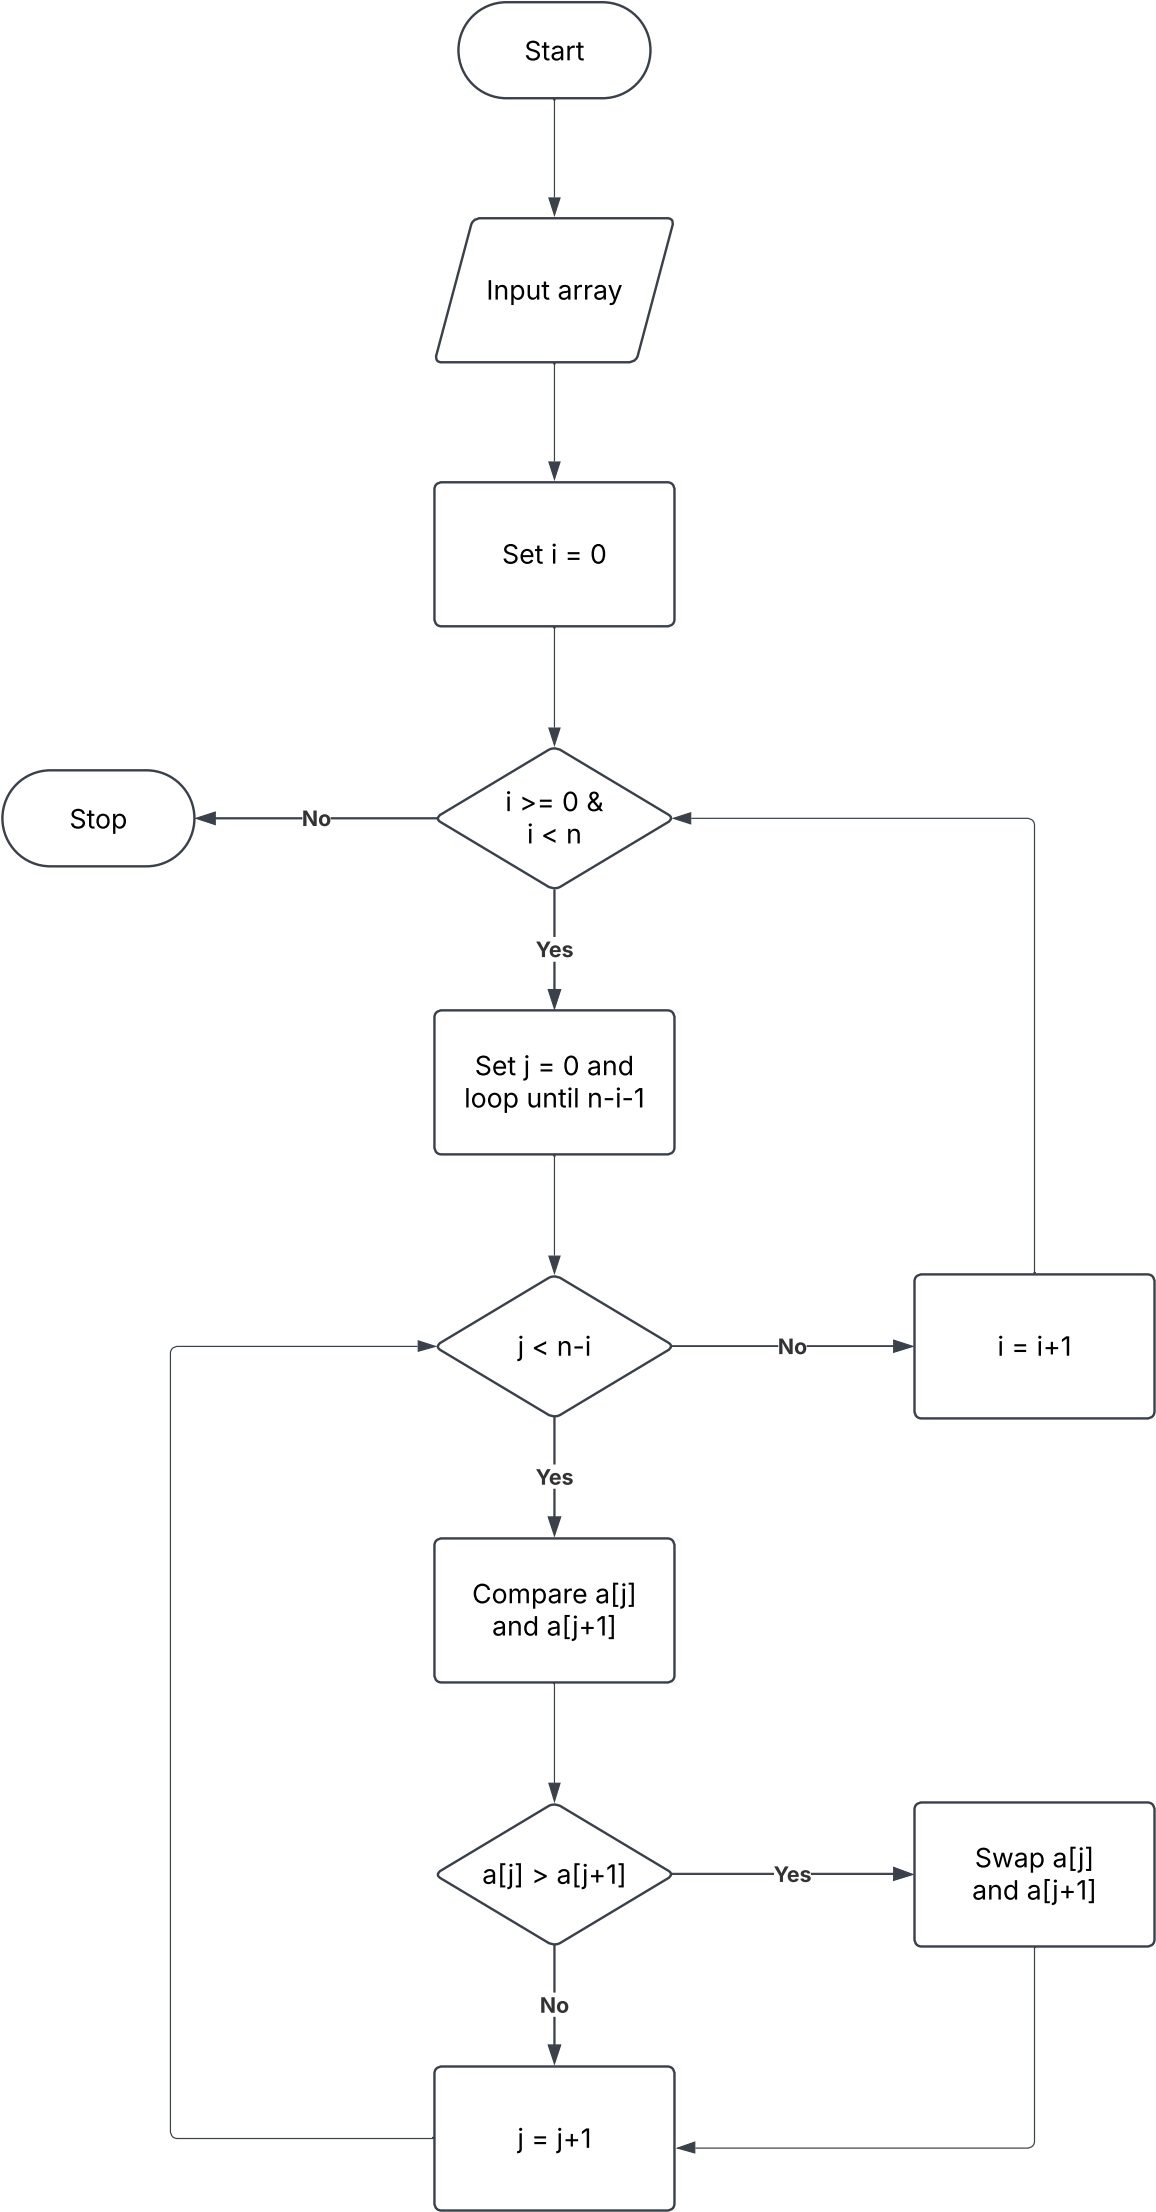 Start
Input array
Set i = 0
i >= 0 &
i < n
No
Stop
Yes
Set j = 0 and
loop until n-i-1
j < n-i
No
i = i+1
Yes
Compare a[j]
and a[j+1]
a[j] > a[j+1]
Yes
Swap a[j]
and a[j+1]
No
j = j+1